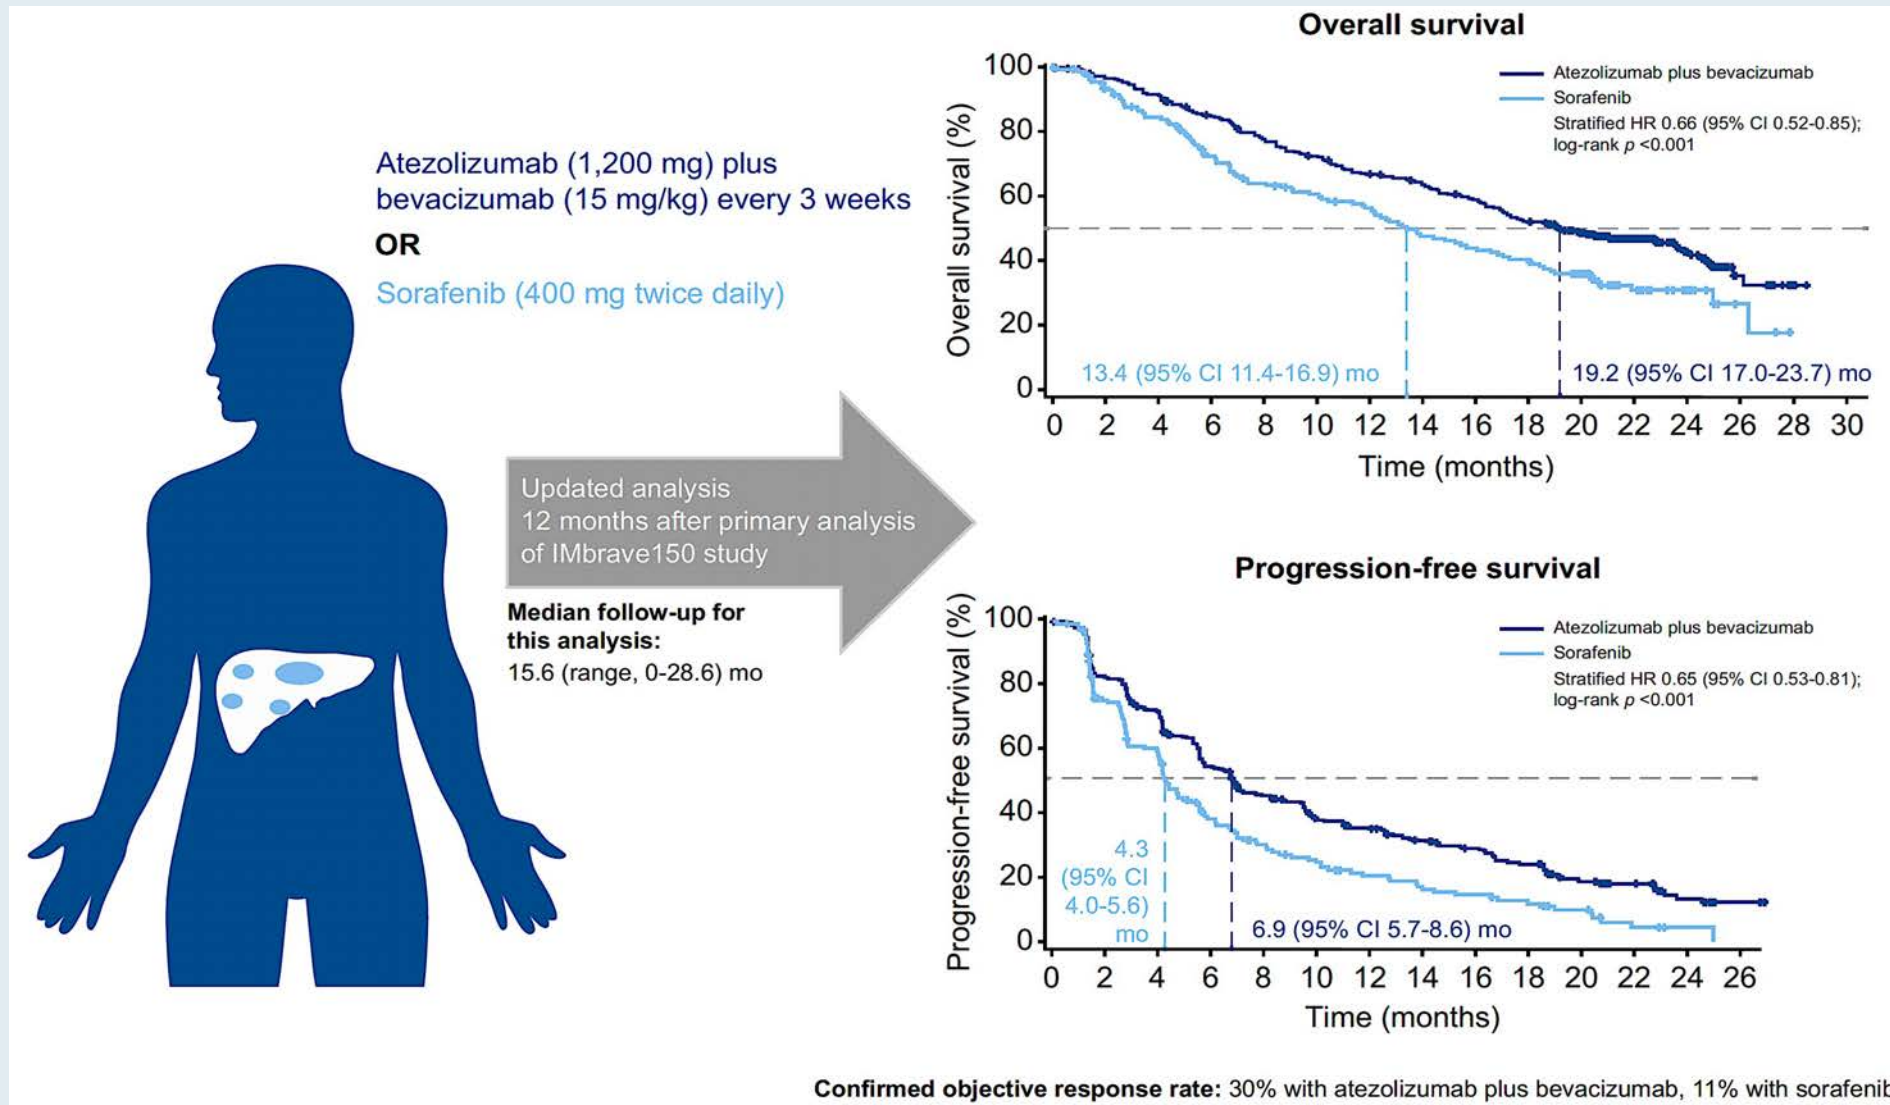 Atezolizumab (1,200 mg) plus
bevacizumab (15 mg/kg) every 3 weeks
OR
Sorafenib (400 mg twice daily)
Updated analysis
12 months after primary analysis
of IMbrave150 study
Median follow-up for
this analysis:
15.6 (range, 0-28.6) mo
Overall survival
Overall survival (%)
100
80
60
40
20
0
Atezolizumab plus bevacizumab
Sorafenib
Stratified HR 0.66 (95% CI 0.52-0.85);
log-rank p <0.001
13.4 (95% CI 11.4-16.9) mo
19.2 (95% CI 17.0-23.7) mo
0 2 4 6 8 10 12 14 16 18 20 22 24 26 28 30
Time (months)
Progression-free survival
Progression-free survival (%)
100
80
60
40
20
0
Atezolizumab plus bevacizumab
Sorafenib
Stratified HR 0.65 (95% CI 0.53-0.81);
log-rank p <0.001
4.3
(95% CI
4.0-5.6)
mo
6.9 (95% CI 5.7-8.6) mo
0 2 4 6 8 10 12 14 16 18 20 22 24 26
Time (months)
Confirmed objective response rate: 30% with atezolizumab plus bevacizumab, 11% with sorafenib